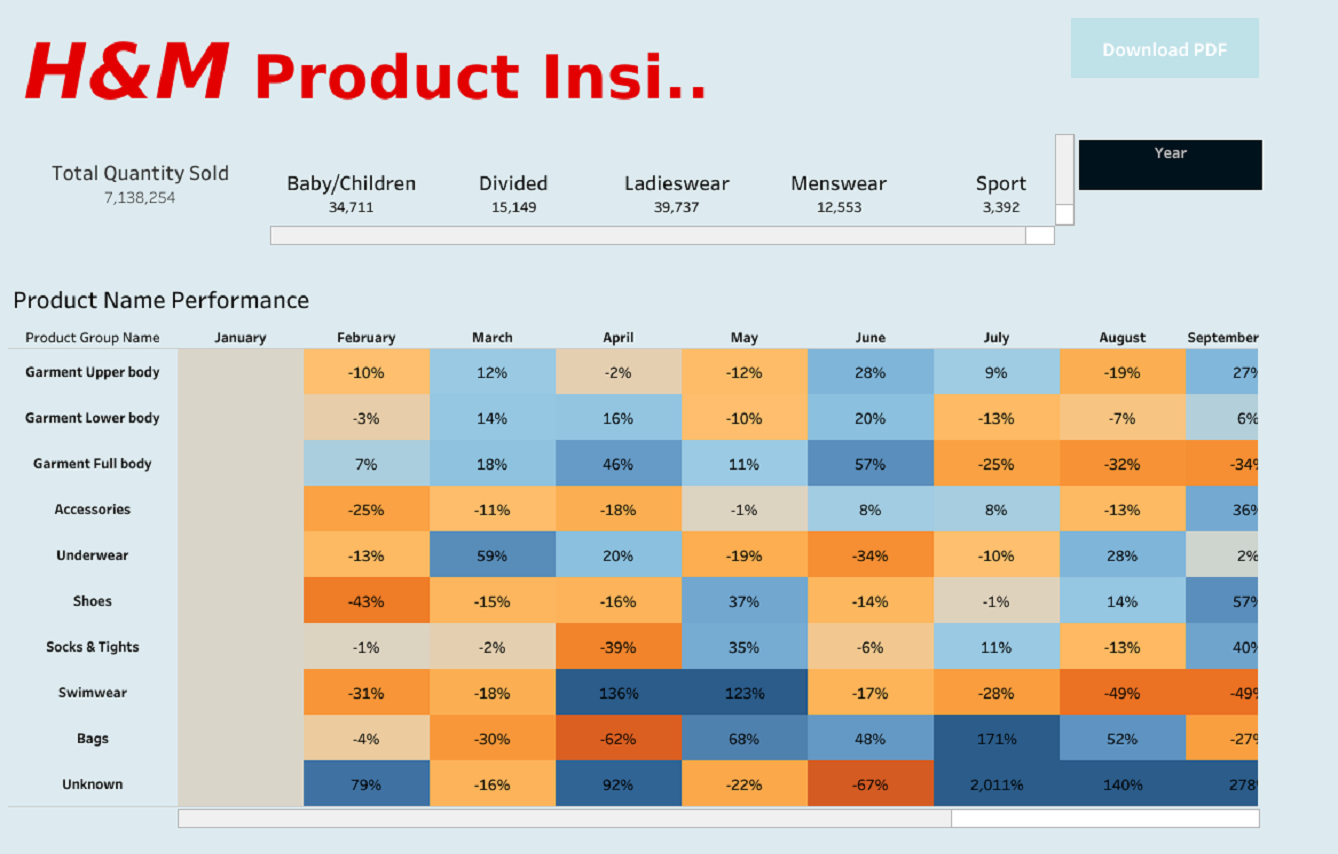 Download PDF
H&M Product Insi..
Year
Total Quantity Sold
7,138,254
Baby/Children Divided Ladieswear Menswear Sport
34,711 15,149 39,737 12,553 3,392
Product Name Performance
Product Group Name January February March April May June July August September
Garment Upper body -10% 12% -2% -12% 28% 9% -19% 27%
Garment Lower body -3% 14% 16% -10% 20% -13% -7% 6%
Garment Full body 7% 18% 46% 11% 57% -25% -32% -34%
Accessories -25% -11% -18% -1% 8% 8% -13% 36%
Underwear -13% 59% 20% -19% -34% -10% 28% 2%
Shoes -43% -15% -16% 37% -14% -1% 14% 57%
Socks & Tights -1% -2% -39% 35% -6% 11% -13% 40%
Swimwear -31% -18% 136% 123% -17% -28% -49% -49%
Bags -4% -30% -62% 68% 48% 171% 52% -27%
Unknown 79% -16% 92% -22% -67% 2,011% 140% 278